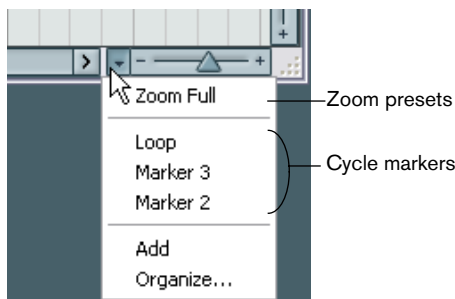 Zoom Full
Zoom presets
Loop
Marker 3
Marker 2
Cycle markers
Add
Organize...